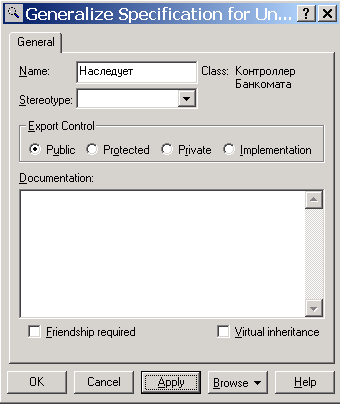 Generalize Specification for Un...
General
Name: Наследует Class: Контроллер
Банкомата
Stereotype:
Export Control
Public Protected Private Implementation
Documentation:
Friendship required Virtual inheritance
OK Cancel Apply Browse Help